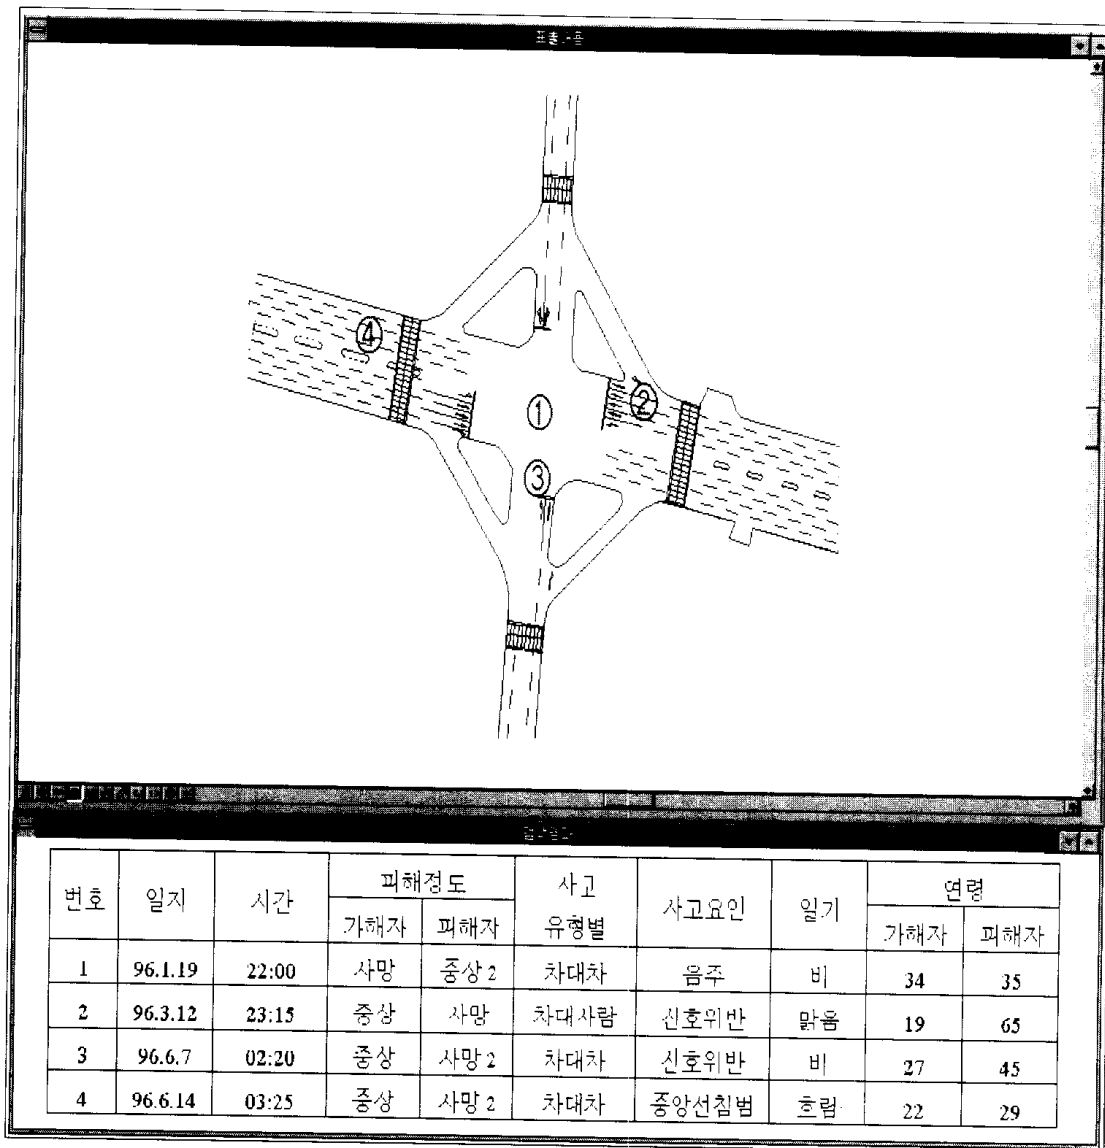 4
2
1
3
번호 일지 시간 피해정도 사고 유형별 사고요인 일기 연령
가해자 피해자 가해자 피해자
1 96.1.19 22:00 사망 중상 2 차대차 음주 비 34 35
2 96.3.12 23:15 중상 사망 차대사람 신호위반 맑음 19 65
3 96.6.7 02:20 중상 사망 2 차대차 신호위반 비 27 45
4 96.6.14 03:25 중상 사망 2 차대차 중앙선침범 흐림 22 29